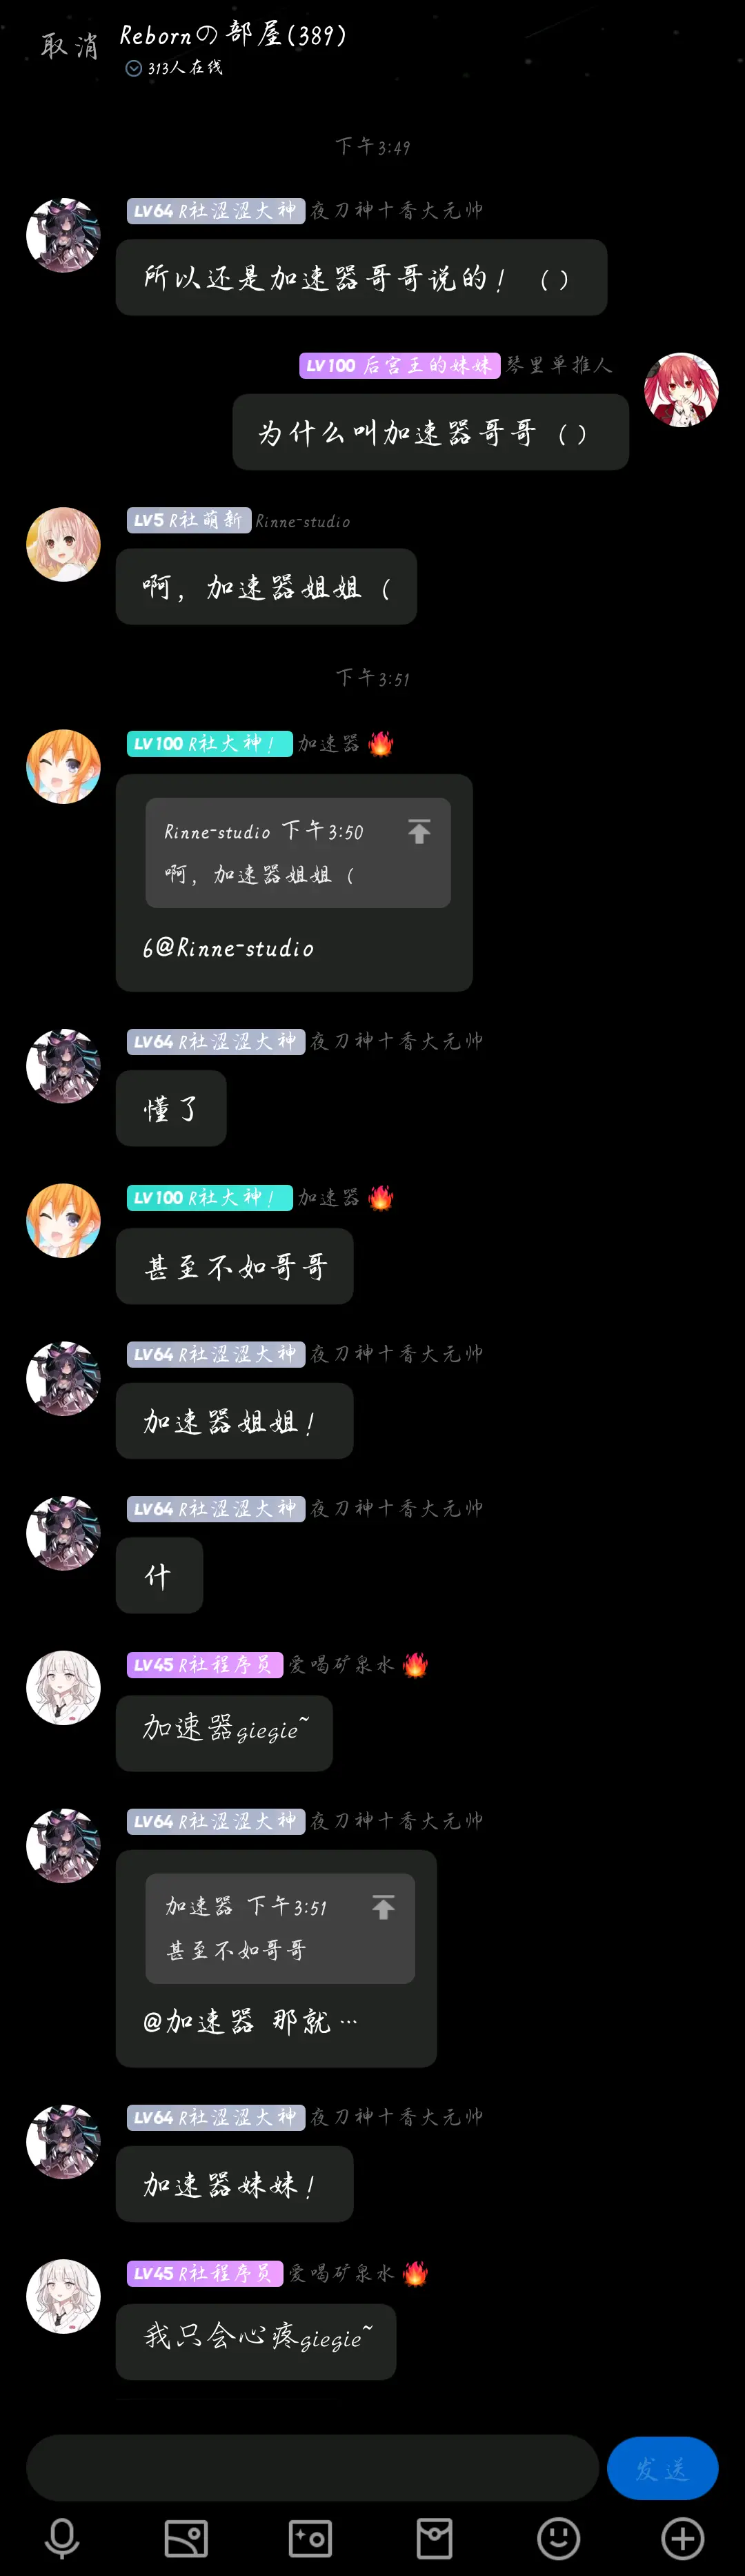 取消
Rebornの部屋(389)
313人在线
下午3:49
LV64 R社涩涩大神 夜刀神十香大元帅
所以还是加速器哥哥说的！（）
LV100 后宫王的妹妹 琴里单推人
为什么叫加速器哥哥（）
LV5 R社萌新 Rinne-studio
啊，加速器姐姐（
下午3:51
LV100 R社大神！ 加速器🔥
Rinne-studio 下午3:50
啊，加速器姐姐（
6@Rinne-studio
LV64 R社涩涩大神 夜刀神十香大元帅
懂了
LV100 R社大神！ 加速器🔥
甚至不如哥哥
LV64 R社涩涩大神 夜刀神十香大元帅
加速器姐姐！
LV64 R社涩涩大神 夜刀神十香大元帅
什
LV45 R社程序员 爱喝矿泉水🔥
加速器giegie~
LV64 R社涩涩大神 夜刀神十香大元帅
加速器 下午3:51
甚至不如哥哥
@加速器 那就…
LV64 R社涩涩大神 夜刀神十香大元帅
加速器妹妹！
LV45 R社程序员 爱喝矿泉水🔥
我只会心疼giegie~
发送